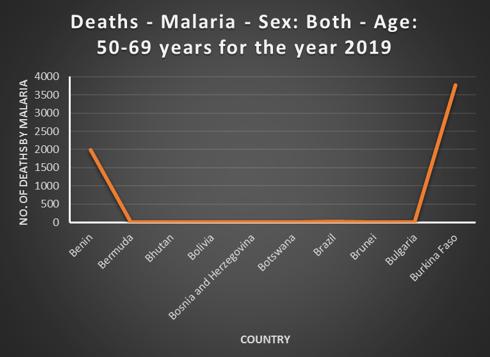 Deaths - Malaria - Sex: Both - Age:
50-69 years for the year 2019
NO. OF DEATHS BY MALARIA
4000
3500
3000
2500
2000
1500
1000
500
0
Benin
Bermuda
Bhutan
Bolivia
Bosnia and Herzegovina
Botswana
Brazil
Brunei
Bulgaria
Burkina Faso
COUNTRY